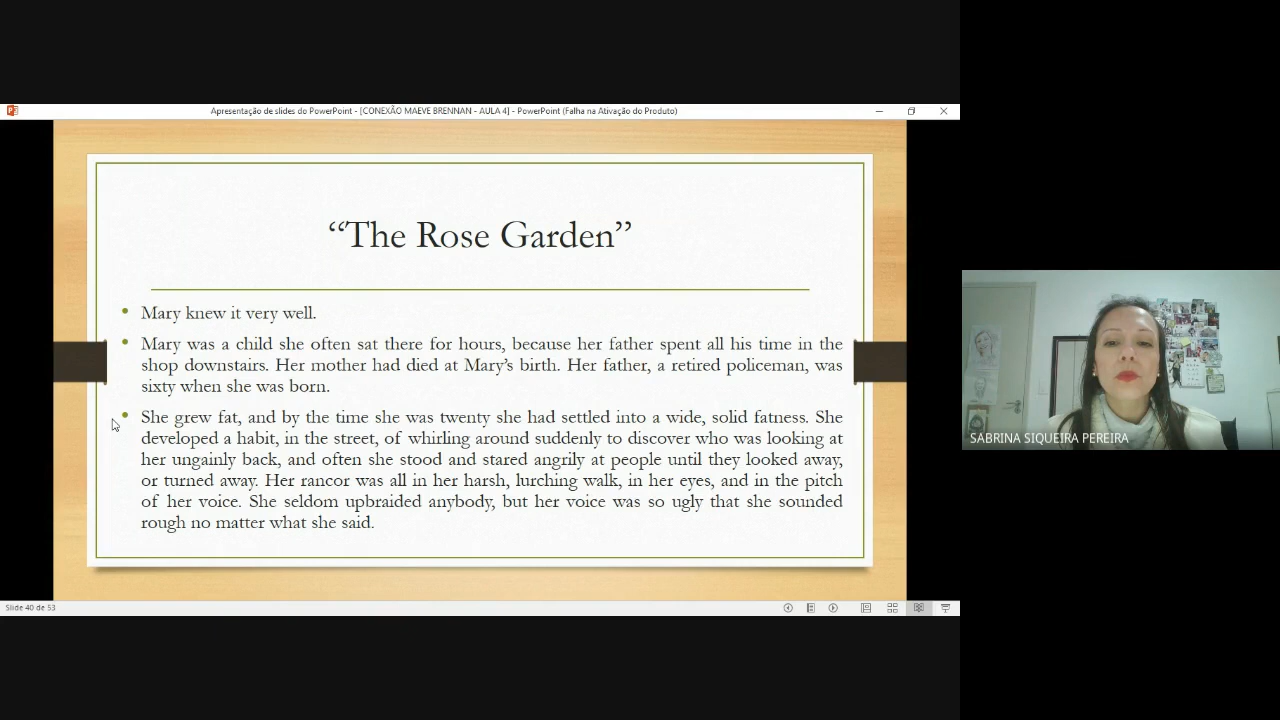 Apresentação de slides do PowerPoint - [CONEXÃO MAEVE BRENNAN - AULA 4] - PowerPoint (Falha na Ativação do Produto)
“The Rose Garden”
• Mary knew it very well.
• Mary was a child she often sat there for hours, because her father spent all his time in the
shop downstairs. Her mother had died at Mary’s birth. Her father, a retired policeman, was
sixty when she was born.
• She grew fat, and by the time she was twenty she had settled into a wide, solid fatness. She
developed a habit, in the street, of whirling around suddenly to discover who was looking at
her ungainly back, and often she stood and stared angrily at people until they looked away,
or turned away. Her rancor was all in her harsh, lurching walk, in her eyes, and in the pitch
of her voice. She seldom upbraided anybody, but her voice was so ugly that she sounded
rough no matter what she said.
SABRINA SIQUEIRA PEREIRA
Slide 40 de 53